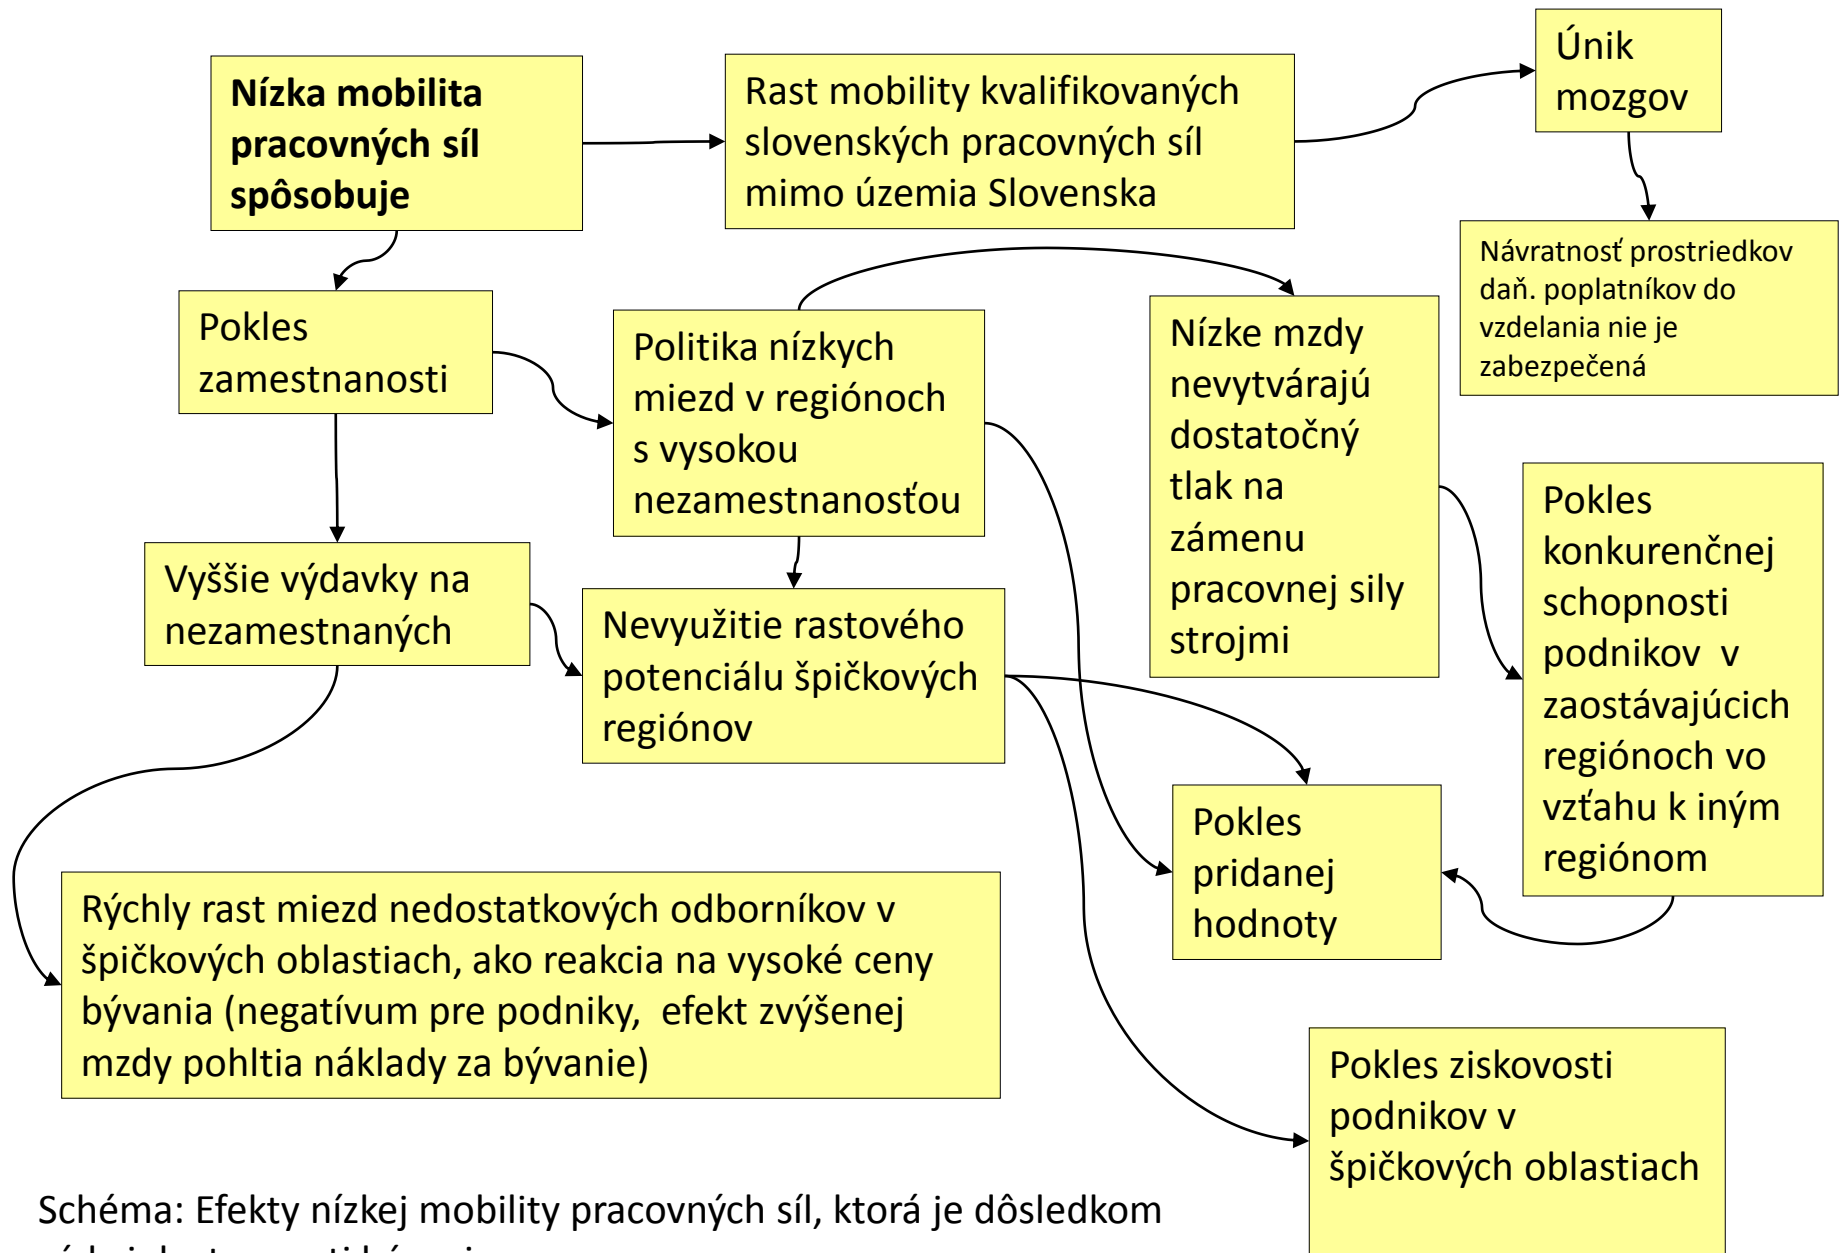 Nízka mobilita
pracovných síl
spôsobuje
Rast mobility kvalifikovaných
slovenských pracovných síl
mimo územia Slovenska
Únik
mozgov
Návratnosť prostriedkov
daň. poplatníkov do
vzdelania nie je
zabezpečená
Pokles
zamestnanosti
Politika nízkych
miezd v regiónoch
s vysokou
nezamestnanosťou
Nízke mzdy
nevytvárajú
dostatočný
tlak na
zámenu
pracovnej sily
strojmi
Pokles
konkurenčnej
schopnosti
podnikov v
zaostávajúcich
regiónoch vo
vzťahu k iným
regiónom
Vyššie výdavky na
nezamestnaných
Nevyužitie rastového
potenciálu špičkových
regiónov
Pokles
pridanej
hodnoty
Rýchly rast miezd nedostatkových odborníkov v
špičkových oblastiach, ako reakcia na vysoké ceny
bývania (negatívum pre podniky, efekt zvýšenej
mzdy pohltia náklady za bývanie)
Pokles ziskovosti
podnikov v
špičkových oblastiach
Schéma: Efekty nízkej mobility pracovných síl, ktorá je dôsledkom